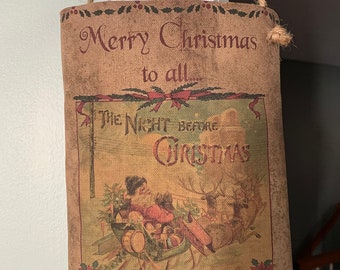 Merry Christmas
to all....
THE NIGHT BEFORE
CHRISTMAS